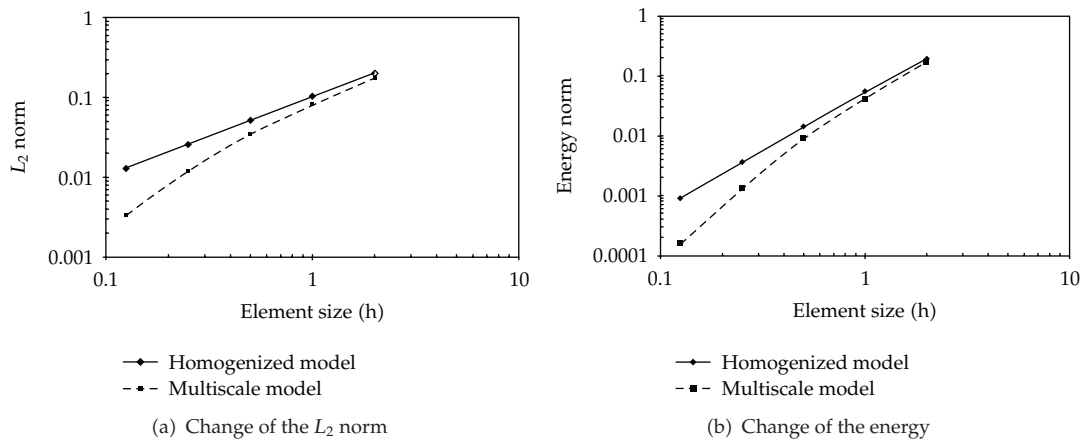 1
0.1
0.01
0.001
L2 norm
0.1
1
10
Element size (h)
Homogenized model
Multiscale model
(a) Change of the L2 norm
1
0.1
0.01
0.001
0.0001
Energy norm
0.1
1
10
Element size (h)
Homogenized model
Multiscale model
(b) Change of the energy